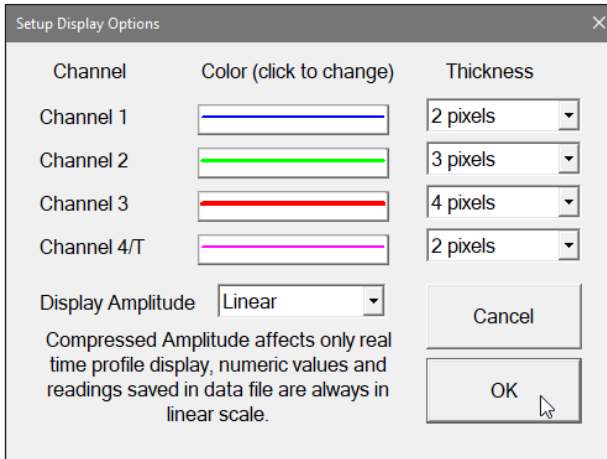 Setup Display Options
Channel Color (click to change) Thickness
Channel 1 2 pixels
Channel 2 3 pixels
Channel 3 4 pixels
Channel 4/T 2 pixels
Display Amplitude Linear
Cancel
Compressed Amplitude affects only real
time profile display, numeric values and
readings saved in data file are always in
linear scale.
OK